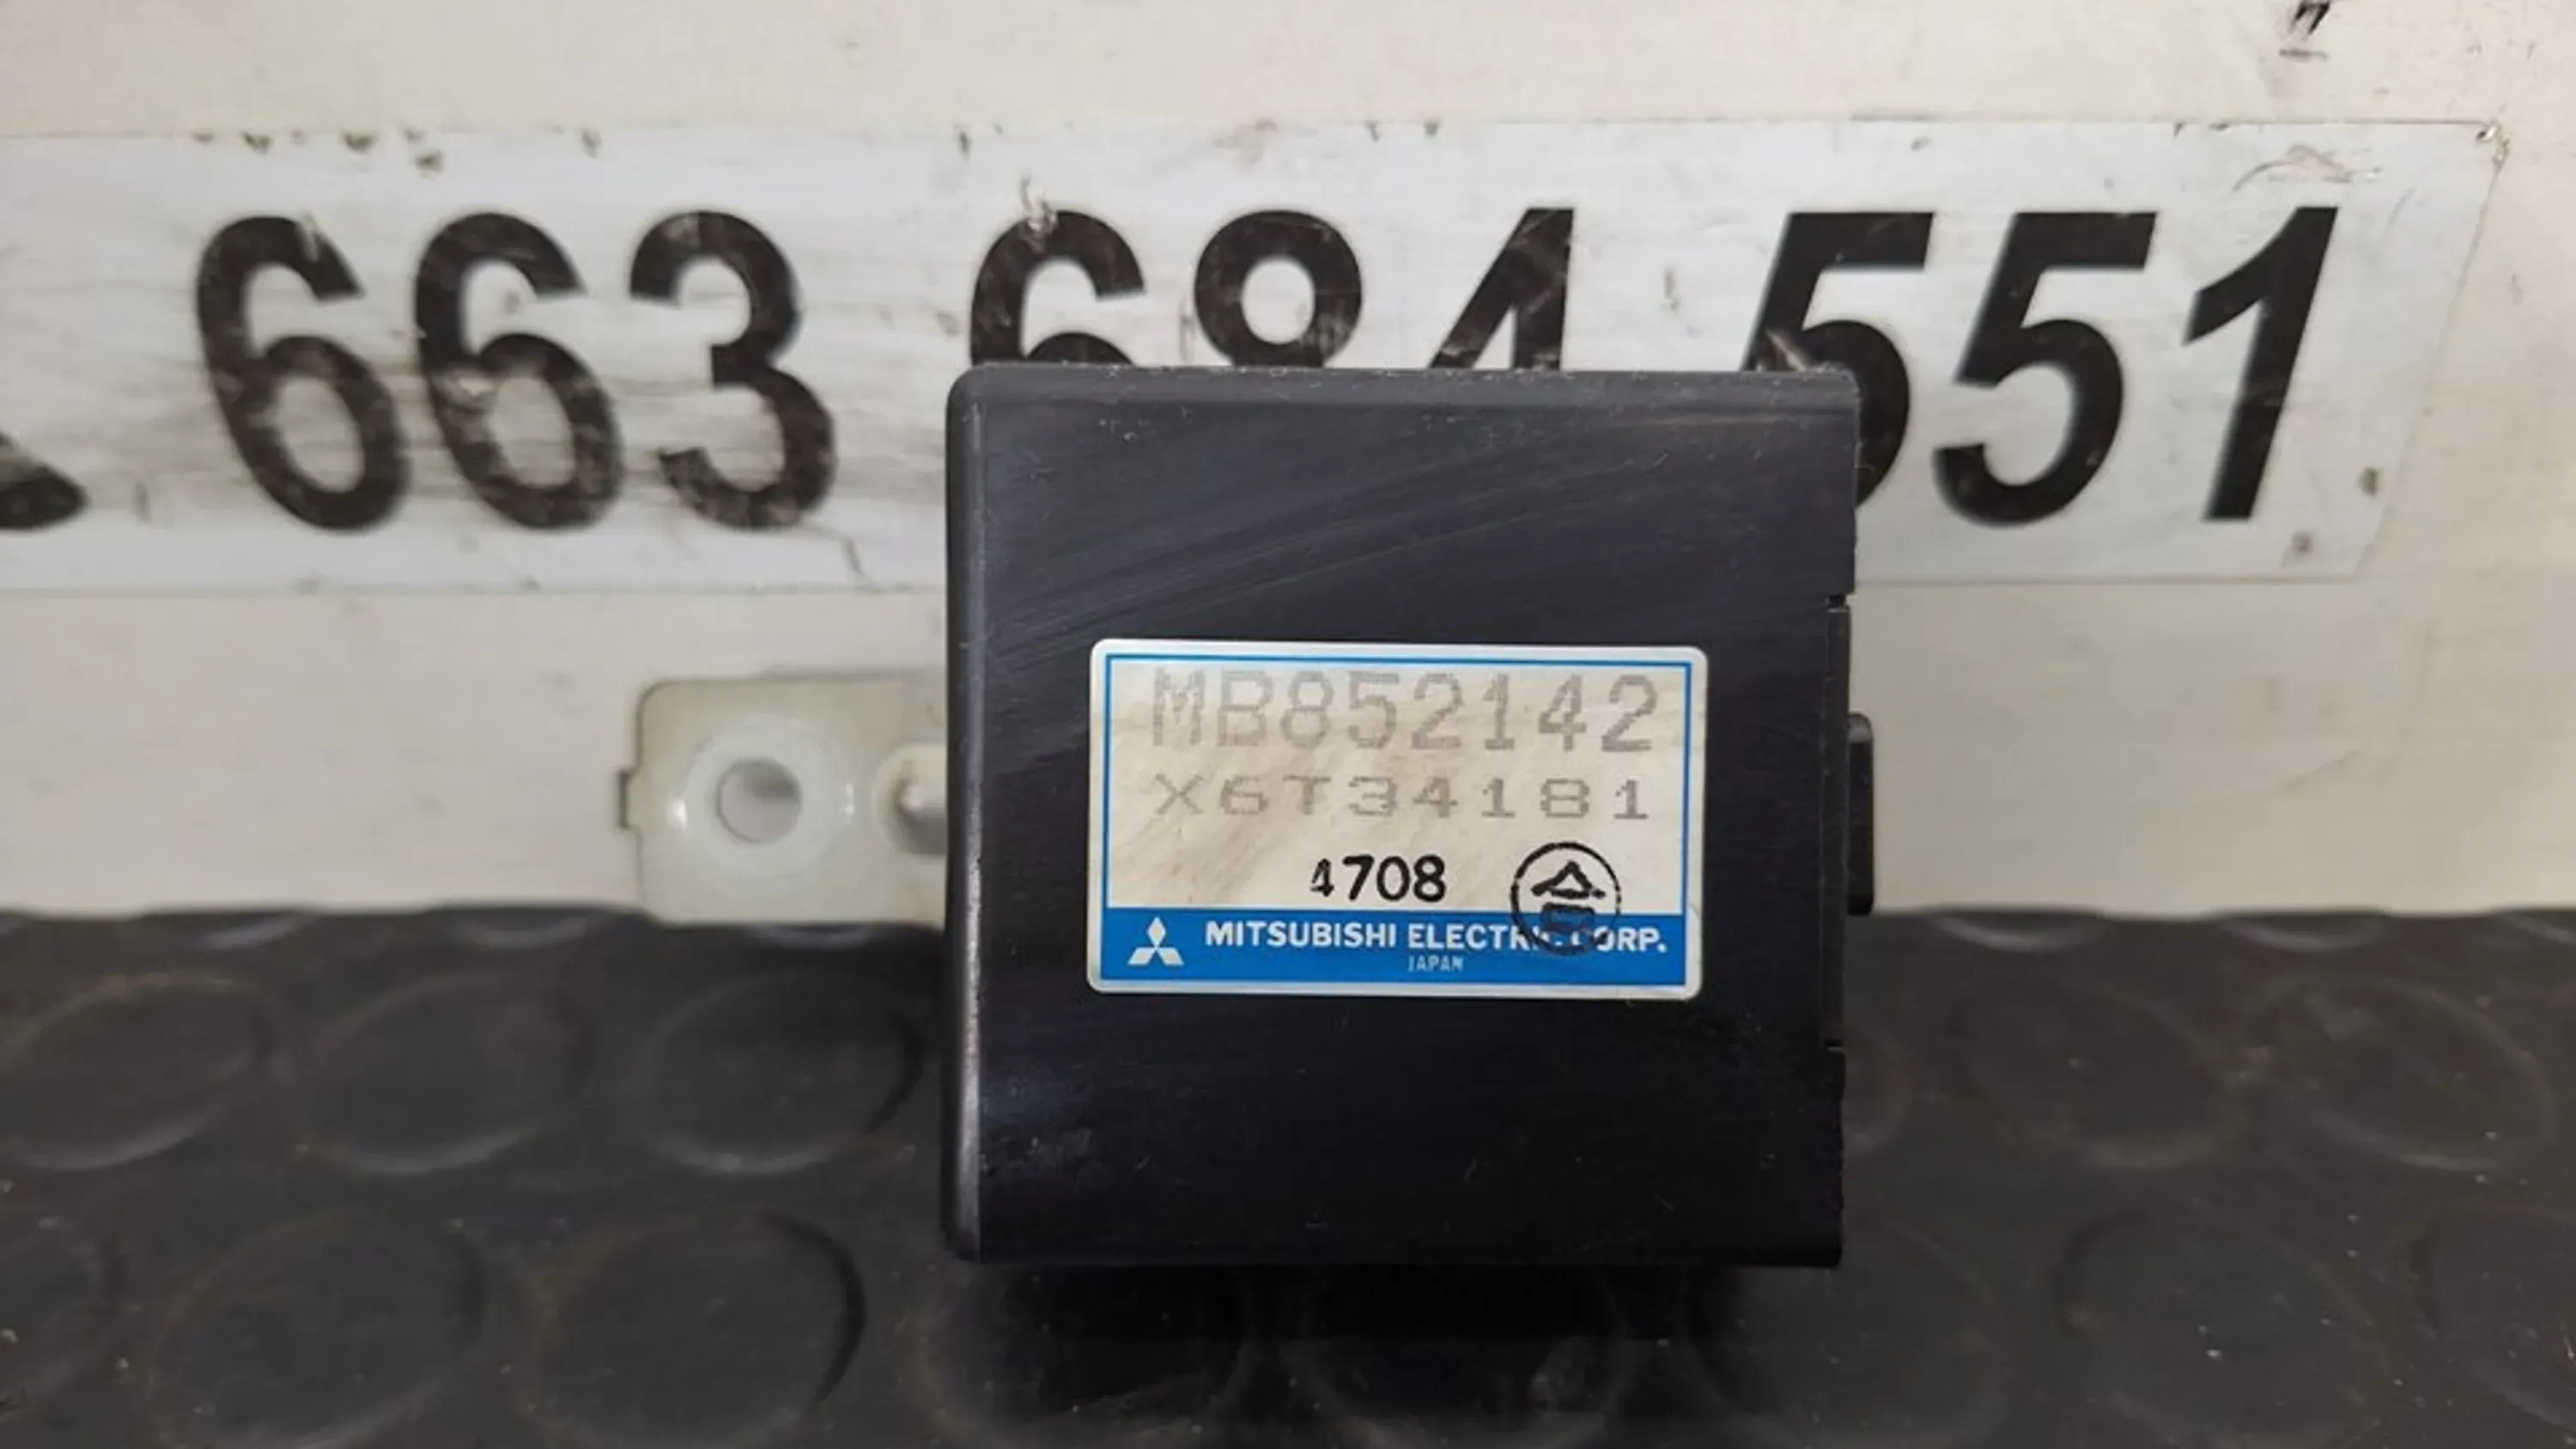 663 684 551
MB852142
X6T34181
4708
MITSUBISHI ELECTRIC CORP.
JAPAN